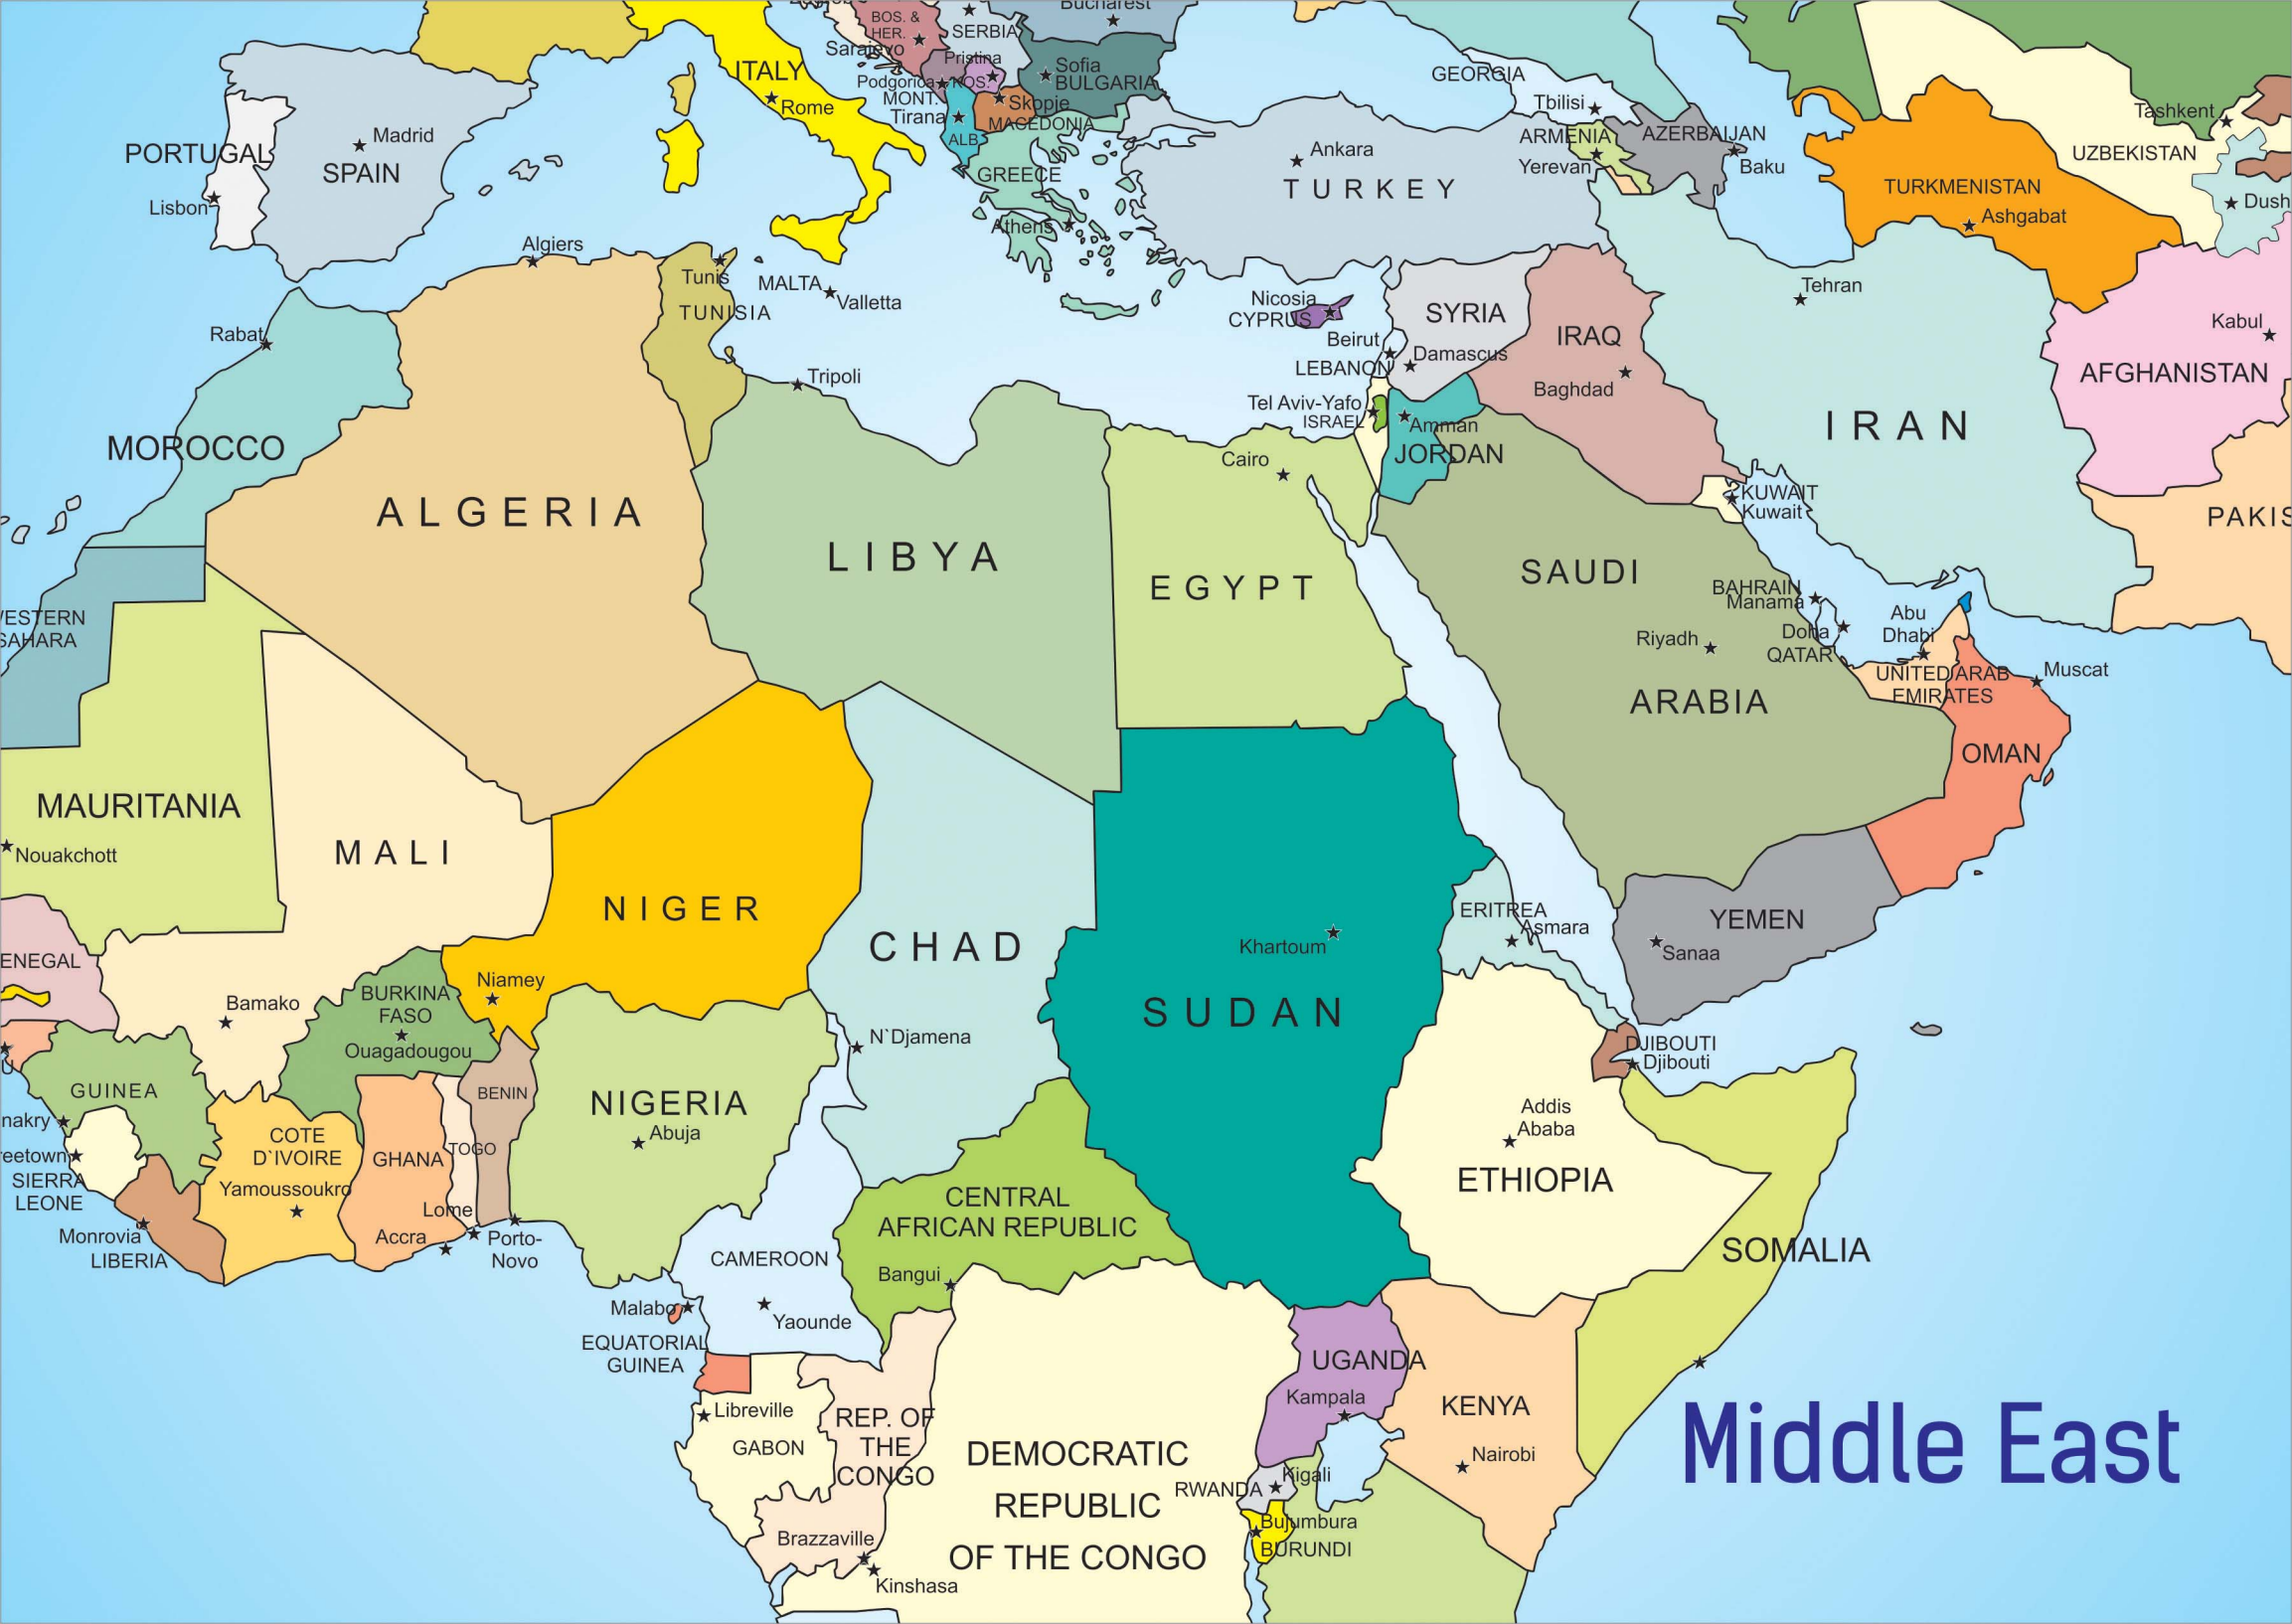 Bucharest
BOS. &
HER.
SERBIA
Sarajevo
Pristina
Podgorica
KOS.
MONT.
Sofia
BULGARIA
Skopje
MACEDONIA
Tirana
ALB.
GREECE
Athens
ITALY
Rome
PORTUGAL
Lisbon
Madrid
SPAIN
GEORGIA
Tbilisi
ARMENIA
Yerevan
AZERBAIJAN
Baku
Ankara
TURKEY
Tashkent
UZBEKISTAN
TURKMENISTAN
Ashgabat
Dush
Algiers
Tunis
TUNISIA
MALTA
Valletta
Tripoli
Rabat
MOROCCO
Nicosia
CYPRUS
Beirut
LEBANON
SYRIA
Damascus
IRAQ
Baghdad
Tehran
IRAN
Kabul
AFGHANISTAN
PAKIS
Tel Aviv-Yafo
ISRAEL
Amman
JORDAN
Cairo
KUWAIT
Kuwait
ALGERIA
LIBYA
EGYPT
SAUDI
ARABIA
Riyadh
BAHRAIN
Manama
Doha
QATAR
Abu
Dhabi
UNITED ARAB
EMIRATES
Muscat
OMAN
ESTERN
SAHARA
MAURITANIA
Nouakchott
MALI
NIGER
CHAD
Khartoum
SUDAN
ERITREA
Asmara
YEMEN
Sanaa
ENEGAL
Bamako
BURKINA
FASO
Ouagadougou
Niamey
N`Djamena
DJIBOUTI
Djibouti
U
GUINEA
nakry
reetown
SIERRA
LEONE
Monrovia
LIBERIA
COTE
D`IVOIRE
Yamoussoukro
GHANA
Accra
TOGO
Lome
BENIN
Porto-
Novo
NIGERIA
Abuja
Addis
Ababa
ETHIOPIA
SOMALIA
CENTRAL
AFRICAN REPUBLIC
Bangui
CAMEROON
Yaounde
Malabo
EQUATORIAL
GUINEA
Libreville
GABON
REP. OF
THE
CONGO
Brazzaville
Kinshasa
DEMOCRATIC
REPUBLIC
OF THE CONGO
UGANDA
Kampala
KENYA
Nairobi
RWANDA
Kigali
Bujumbura
BURUNDI
Middle East